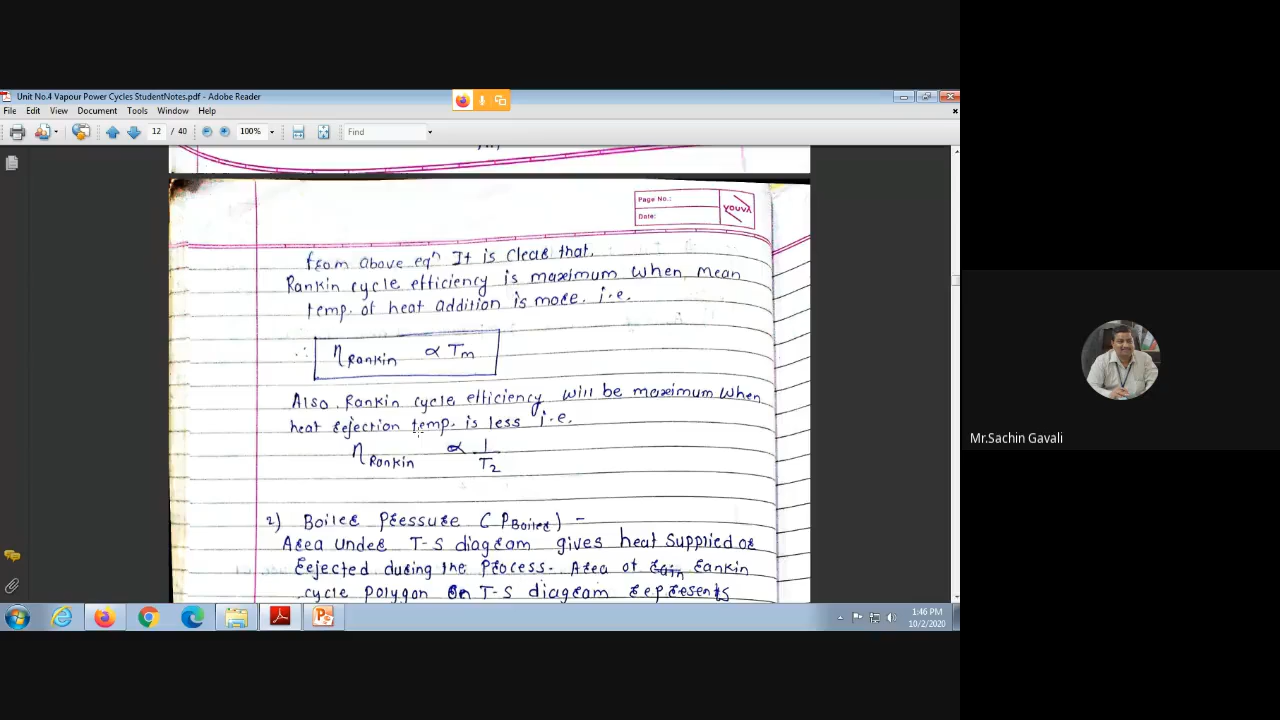 Unit No.4 Vapour Power Cycles StudentNotes.pdf - Adobe Reader
File Edit View Document Tools Window Help
12 / 40 100% Find
Page No.:
Date:
youva
from above eqn It is Clear that,
Rankin cycle efficiency is maximum when mean
temp. of heat addition is more. i.e.
∴ η Rankin ∝ Tm
Also Rankin cycle efficiency will be maximum when
heat rejection temp. is less i.e.
η Rankin ∝ 1/T2
2) Boiler Pressure (PBoiler) -
Area under T-S diagram gives heat supplied or
rejected during the process. Area of rankin
cycle polygon on T-S diagram represents
1:46 PM
10/2/2020
Mr.Sachin Gavali